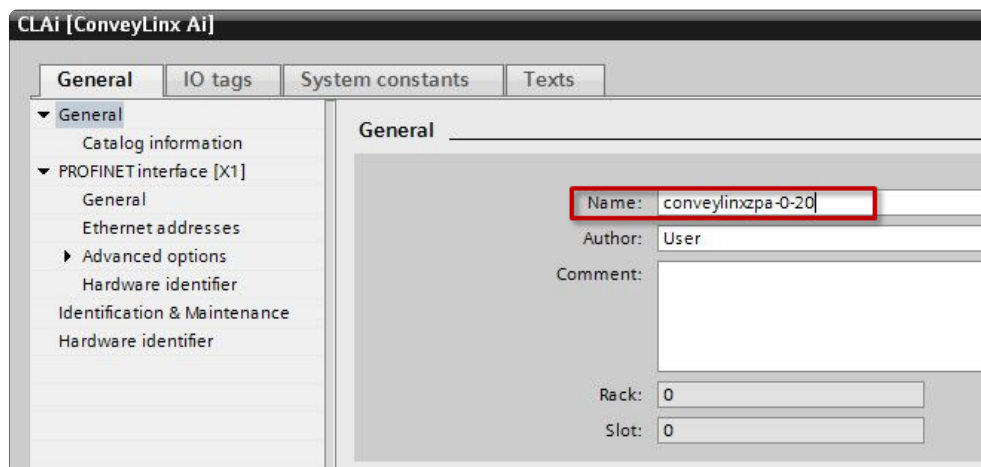 CLAi [ConveyLinx Ai]
General IO tags System constants Texts
General
Catalog information
PROFINET interface [X1]
General
Ethernet addresses
Advanced options
Hardware identifier
Identification & Maintenance
Hardware identifier
General
Name: conveylinxzpa-0-20
Author: User
Comment:
Rack: 0
Slot: 0